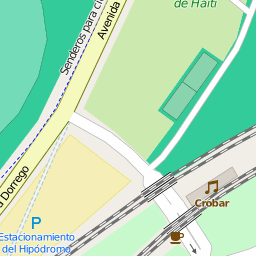 de Haití
Senderos para ci
Avenida
a Dorrego
P
Estacionamiento
del Hipódromo
Crobar